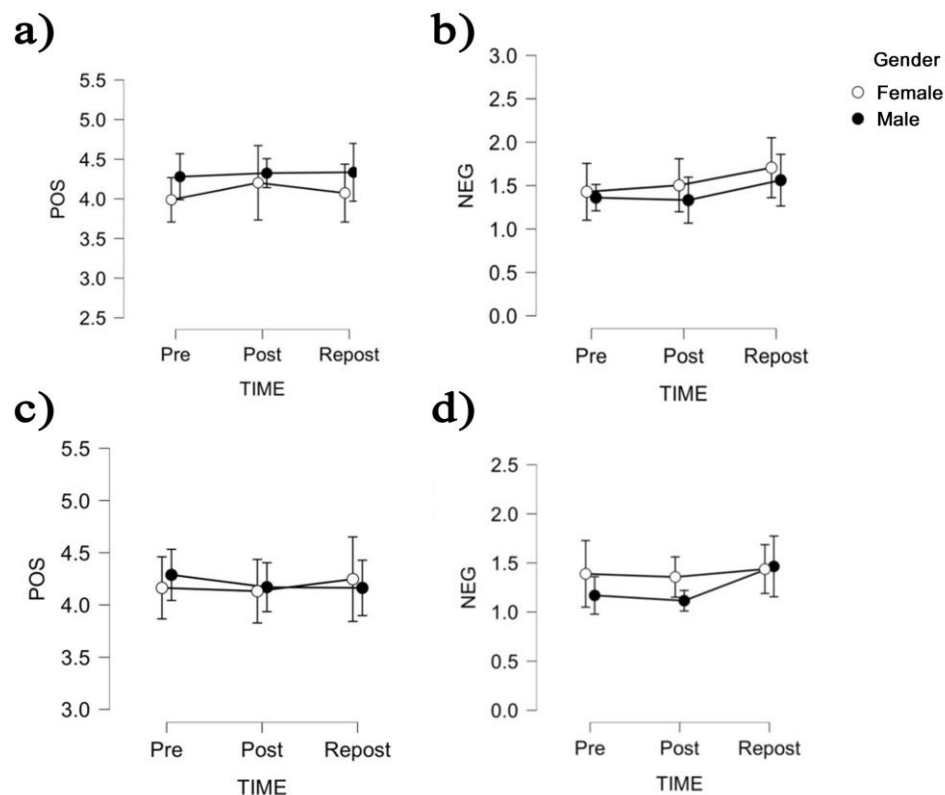 a)
5.5
5.0
4.5
4.0
3.5
3.0
2.5
POS
Pre Post Repost
TIME
b)
3.0
2.5
2.0
1.5
1.0
0.5
0.0
NEG
Pre Post Repost
TIME
Gender
Female
Male
c)
5.5
5.0
4.5
4.0
3.5
3.0
POS
Pre Post Repost
TIME
d)
2.5
2.0
1.5
1.0
0.5
0.0
NEG
Pre Post Repost
TIME